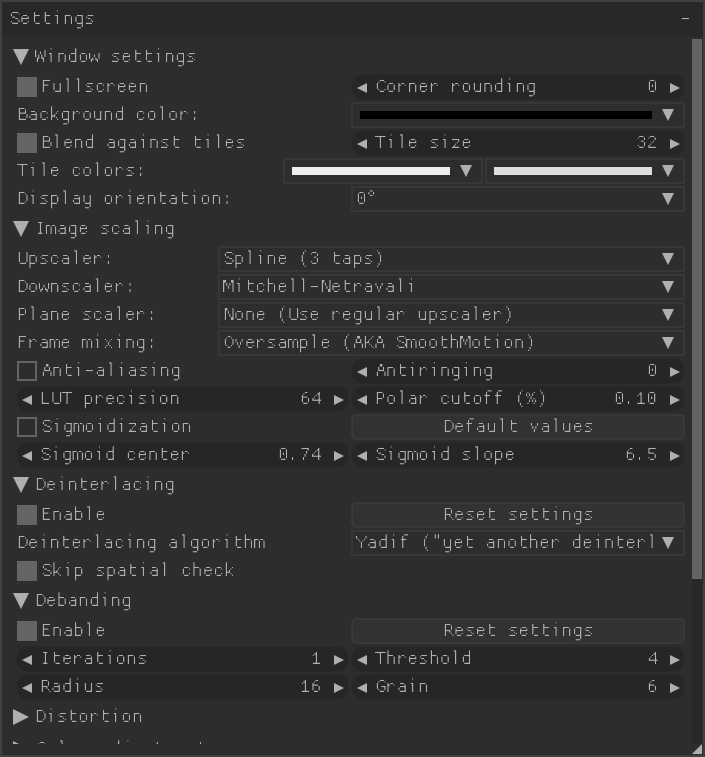 Settings
Window settings
Fullscreen Corner rounding 0
Background color:
Blend against tiles Tile size 32
Tile colors:
Display orientation: 0°
Image scaling
Upscaler: Spline (3 taps)
Downscaler: Mitchell-Netravali
Plane scaler: None (Use regular upscaler)
Frame mixing: Oversample (AKA SmoothMotion)
Anti-aliasing Antiringing 0
LUT precision 64 Polar cutoff (%) 0.10
Sigmoidization Default values
Sigmoid center 0.74 Sigmoid slope 6.5
Deinterlacing
Enable Reset settings
Deinterlacing algorithm Yadif ("yet another deinterl
Skip spatial check
Debanding
Enable Reset settings
Iterations 1 Threshold 4
Radius 16 Grain 6
Distortion